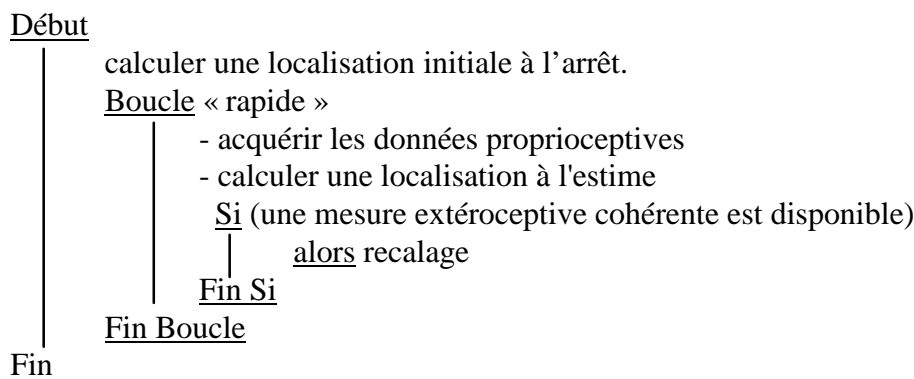 Début
calculer une localisation initiale à l’arrêt.
Boucle « rapide »
- acquérir les données proprioceptives
- calculer une localisation à l'estime
Si (une mesure extéroceptive cohérente est disponible)
alors recalage
Fin Si
Fin Boucle
Fin